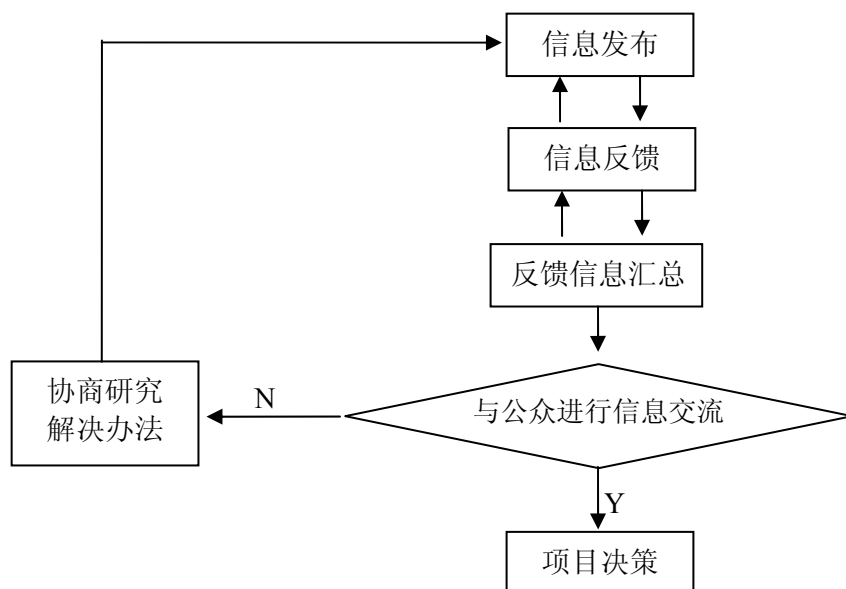 信息发布
信息反馈
反馈信息汇总
与公众进行信息交流
N
协商研究
解决办法
Y
项目决策